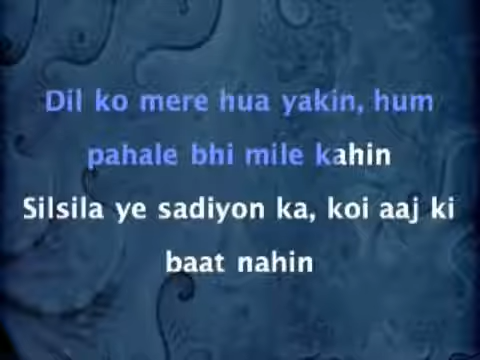 Dil ko mere hua yakin, hum
pahale bhi mile kahin
Silsila ye sadiyon ka, koi aaj ki
baat nahin